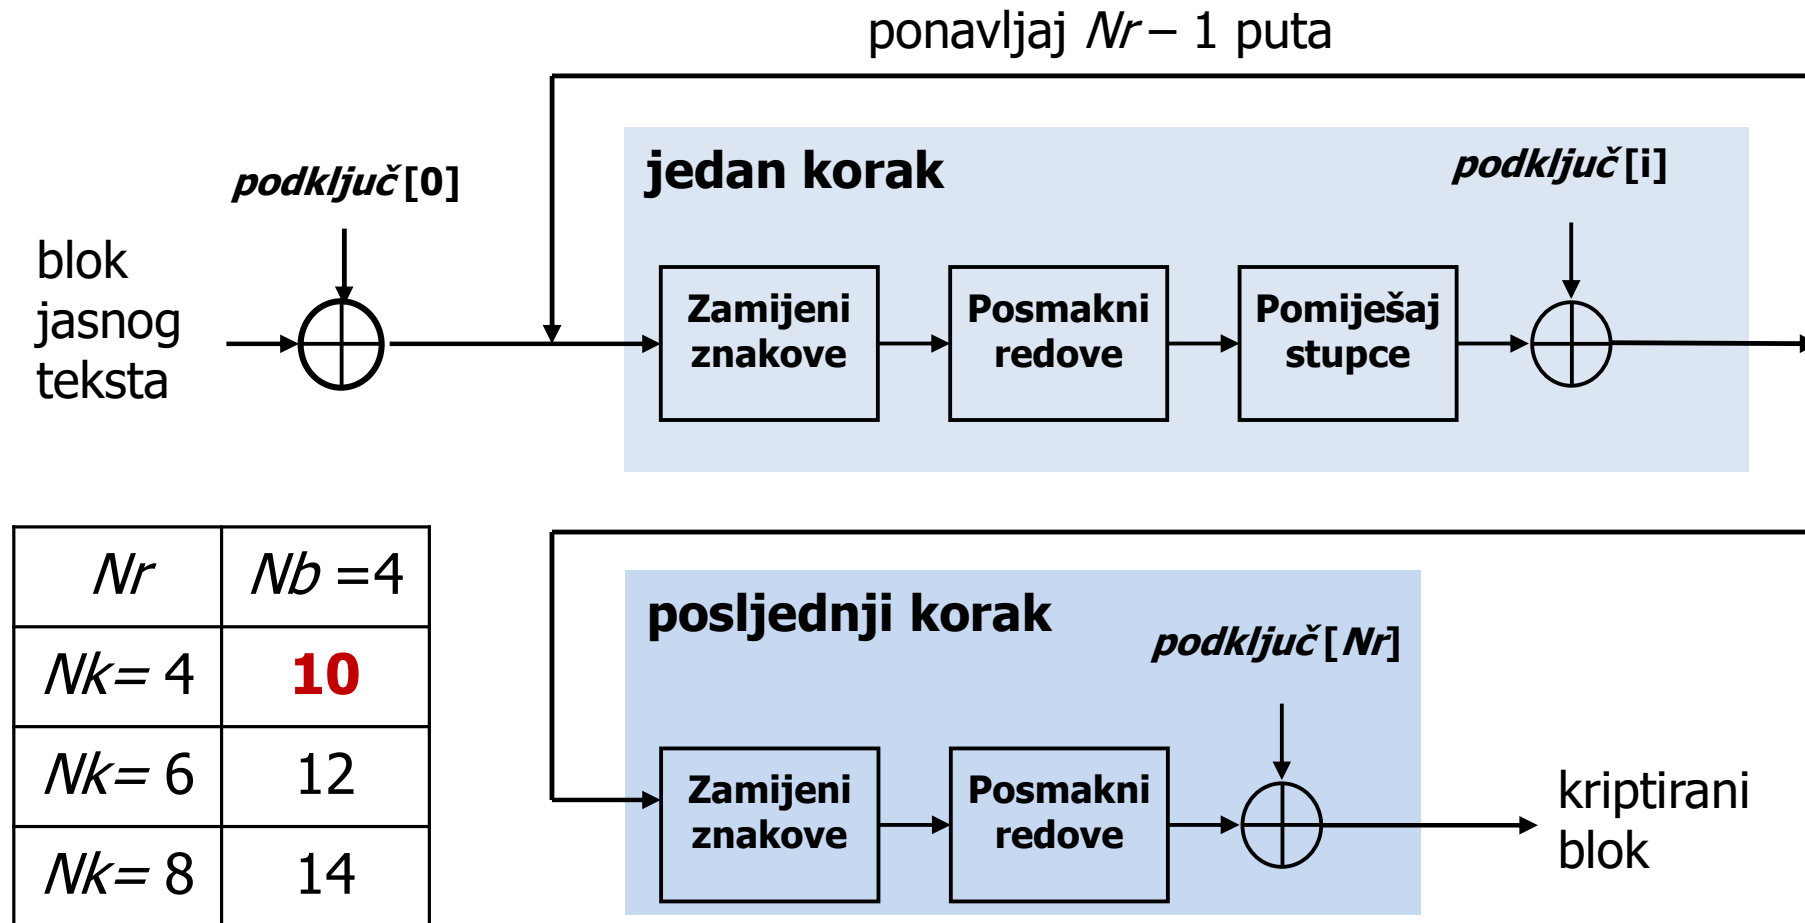 ponavljaj Nr – 1 puta
jedan korak
podključ [0]
podključ [i]
blok
jasnog
teksta
Zamijeni
znakove
Posmakni
redove
Pomiješaj
stupce
Nr Nb =4
Nk= 4 10
Nk= 6 12
Nk= 8 14
posljednji korak
podključ [Nr]
Zamijeni
znakove
Posmakni
redove
kriptirani
blok